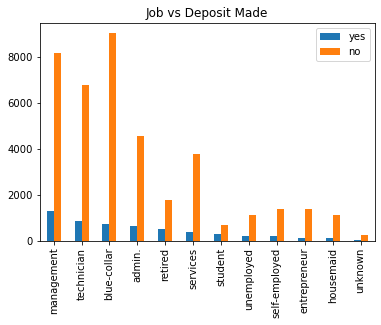 Job vs Deposit Made
yes
no
8000
6000
4000
2000
0
management
technician
blue-collar
admin.
retired
services
student
unemployed
self-employed
entrepreneur
housemaid
unknown